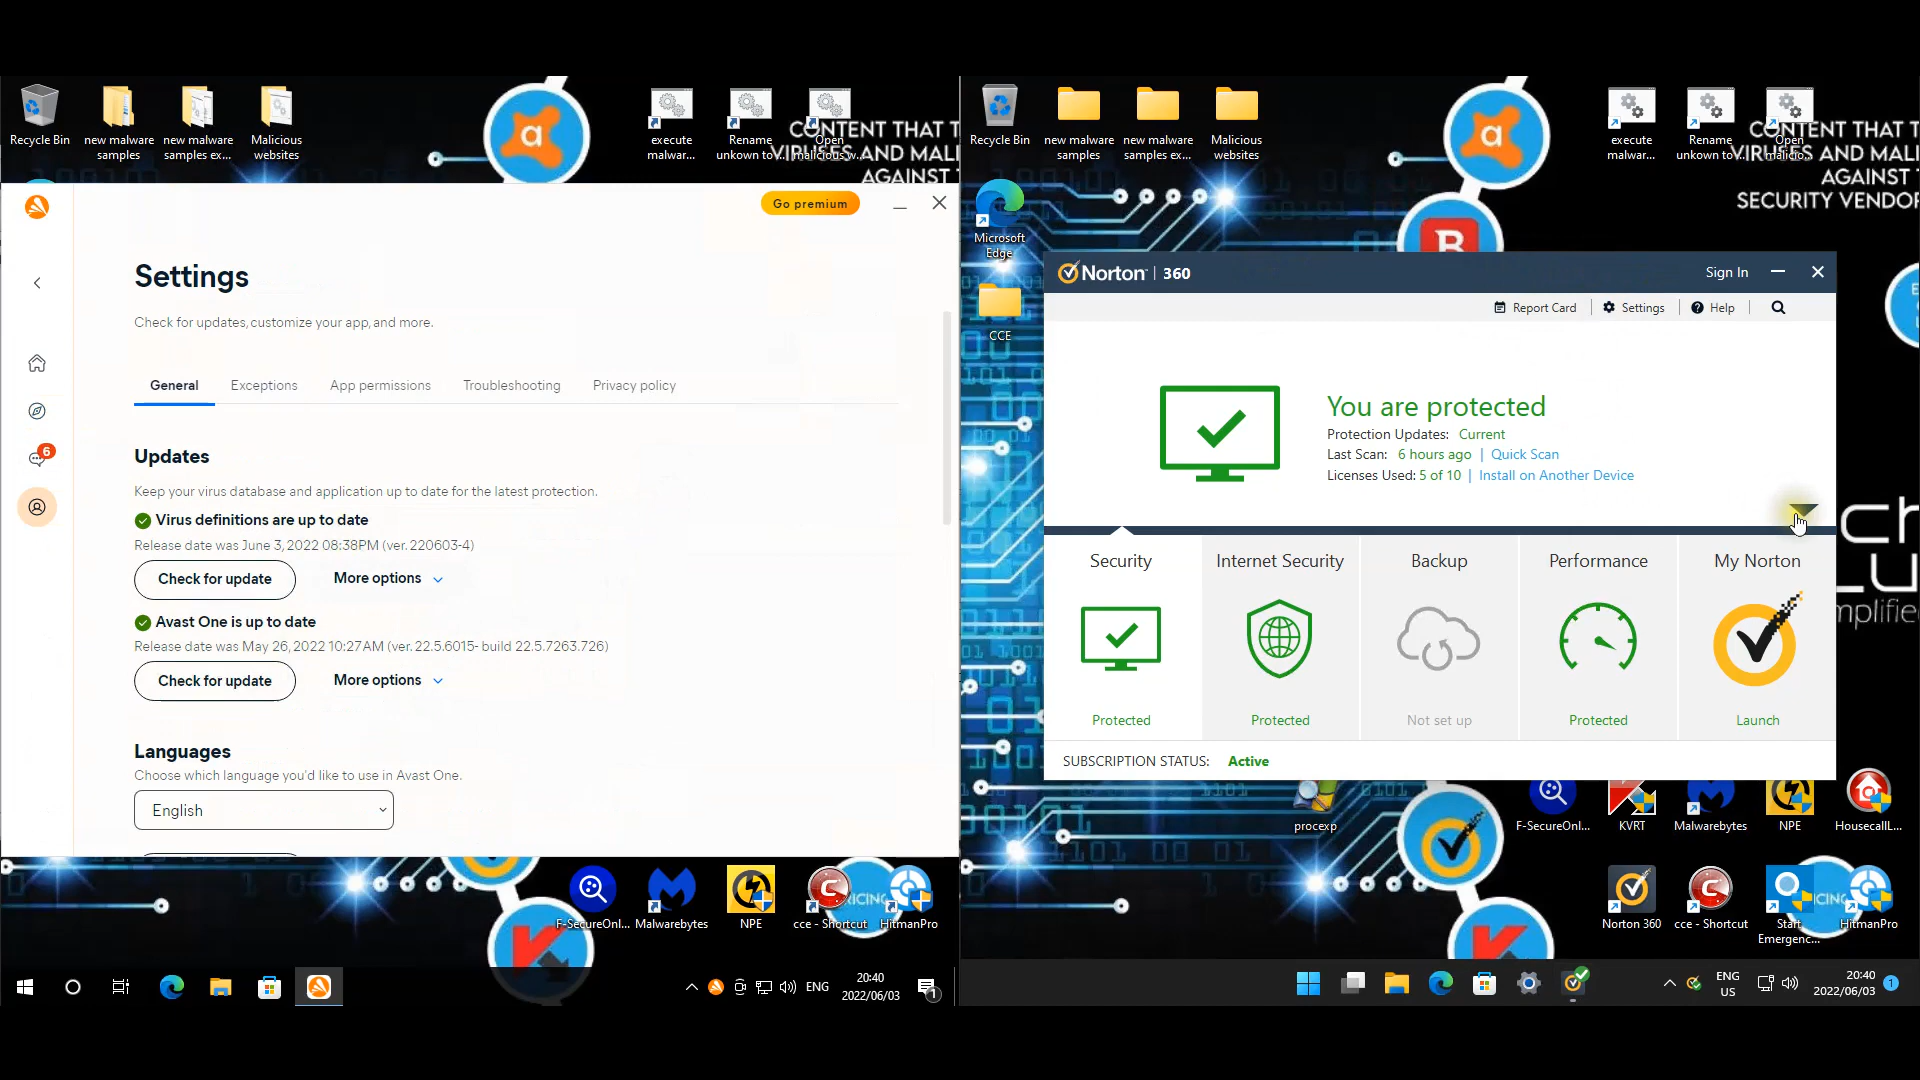 Recycle Bin
new malware samples
new malware samples ex...
Malicious websites
execute malwar...
Rename unkown to...
Open malicious w...
CONTENT THAT T
VIRUSES AND MALI
AGAINST
Go premium
Settings
Check for updates, customize your app, and more.
General
Exceptions
App permissions
Troubleshooting
Privacy policy
6
Updates
Keep your virus database and application up to date for the latest protection.
Virus definitions are up to date
Release date was June 3, 2022 08:38PM (ver. 220603-4)
Check for update
More options
Avast One is up to date
Release date was May 26, 2022 10:27AM (ver. 22.5.6015- build 22.5.7263.726)
Check for update
More options
Languages
Choose which language you'd like to use in Avast One.
English
F-SecureOnl...
Malwarebytes
NPE
cce - Shortcut
HitmanPro
ENG
20:40
2022/06/03
1
Recycle Bin
new malware samples
new malware samples ex...
Malicious websites
execute malwar...
Rename unkown to...
Open malicio...
CONTENT THAT T
VIRUSES AND MALI
AGAINST
SECURITY VENDOR
Microsoft Edge
CCE
Norton | 360
Sign In
Report Card
Settings
Help
You are protected
Protection Updates: Current
Last Scan: 6 hours ago | Quick Scan
Licenses Used: 5 of 10 | Install on Another Device
Security
Internet Security
Backup
Performance
My Norton
Protected
Protected
Not set up
Protected
Launch
SUBSCRIPTION STATUS: Active
procexp
F-SecureOnl...
KVRT
Malwarebytes
NPE
HousecallL...
Norton 360
cce - Shortcut
Start Emergenc...
HitmanPro
ENG
US
20:40
2022/06/03
1